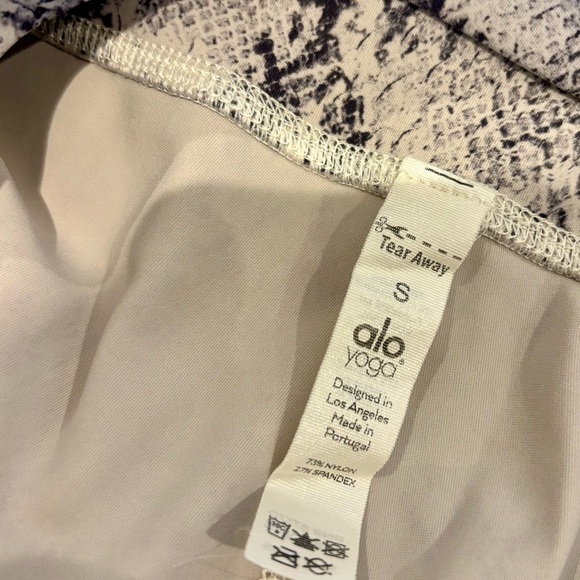 Tear Away
S
alo
yoga®
Designed in
Los Angeles
Made in
Portugal
73% NYLON
27% SPANDEX